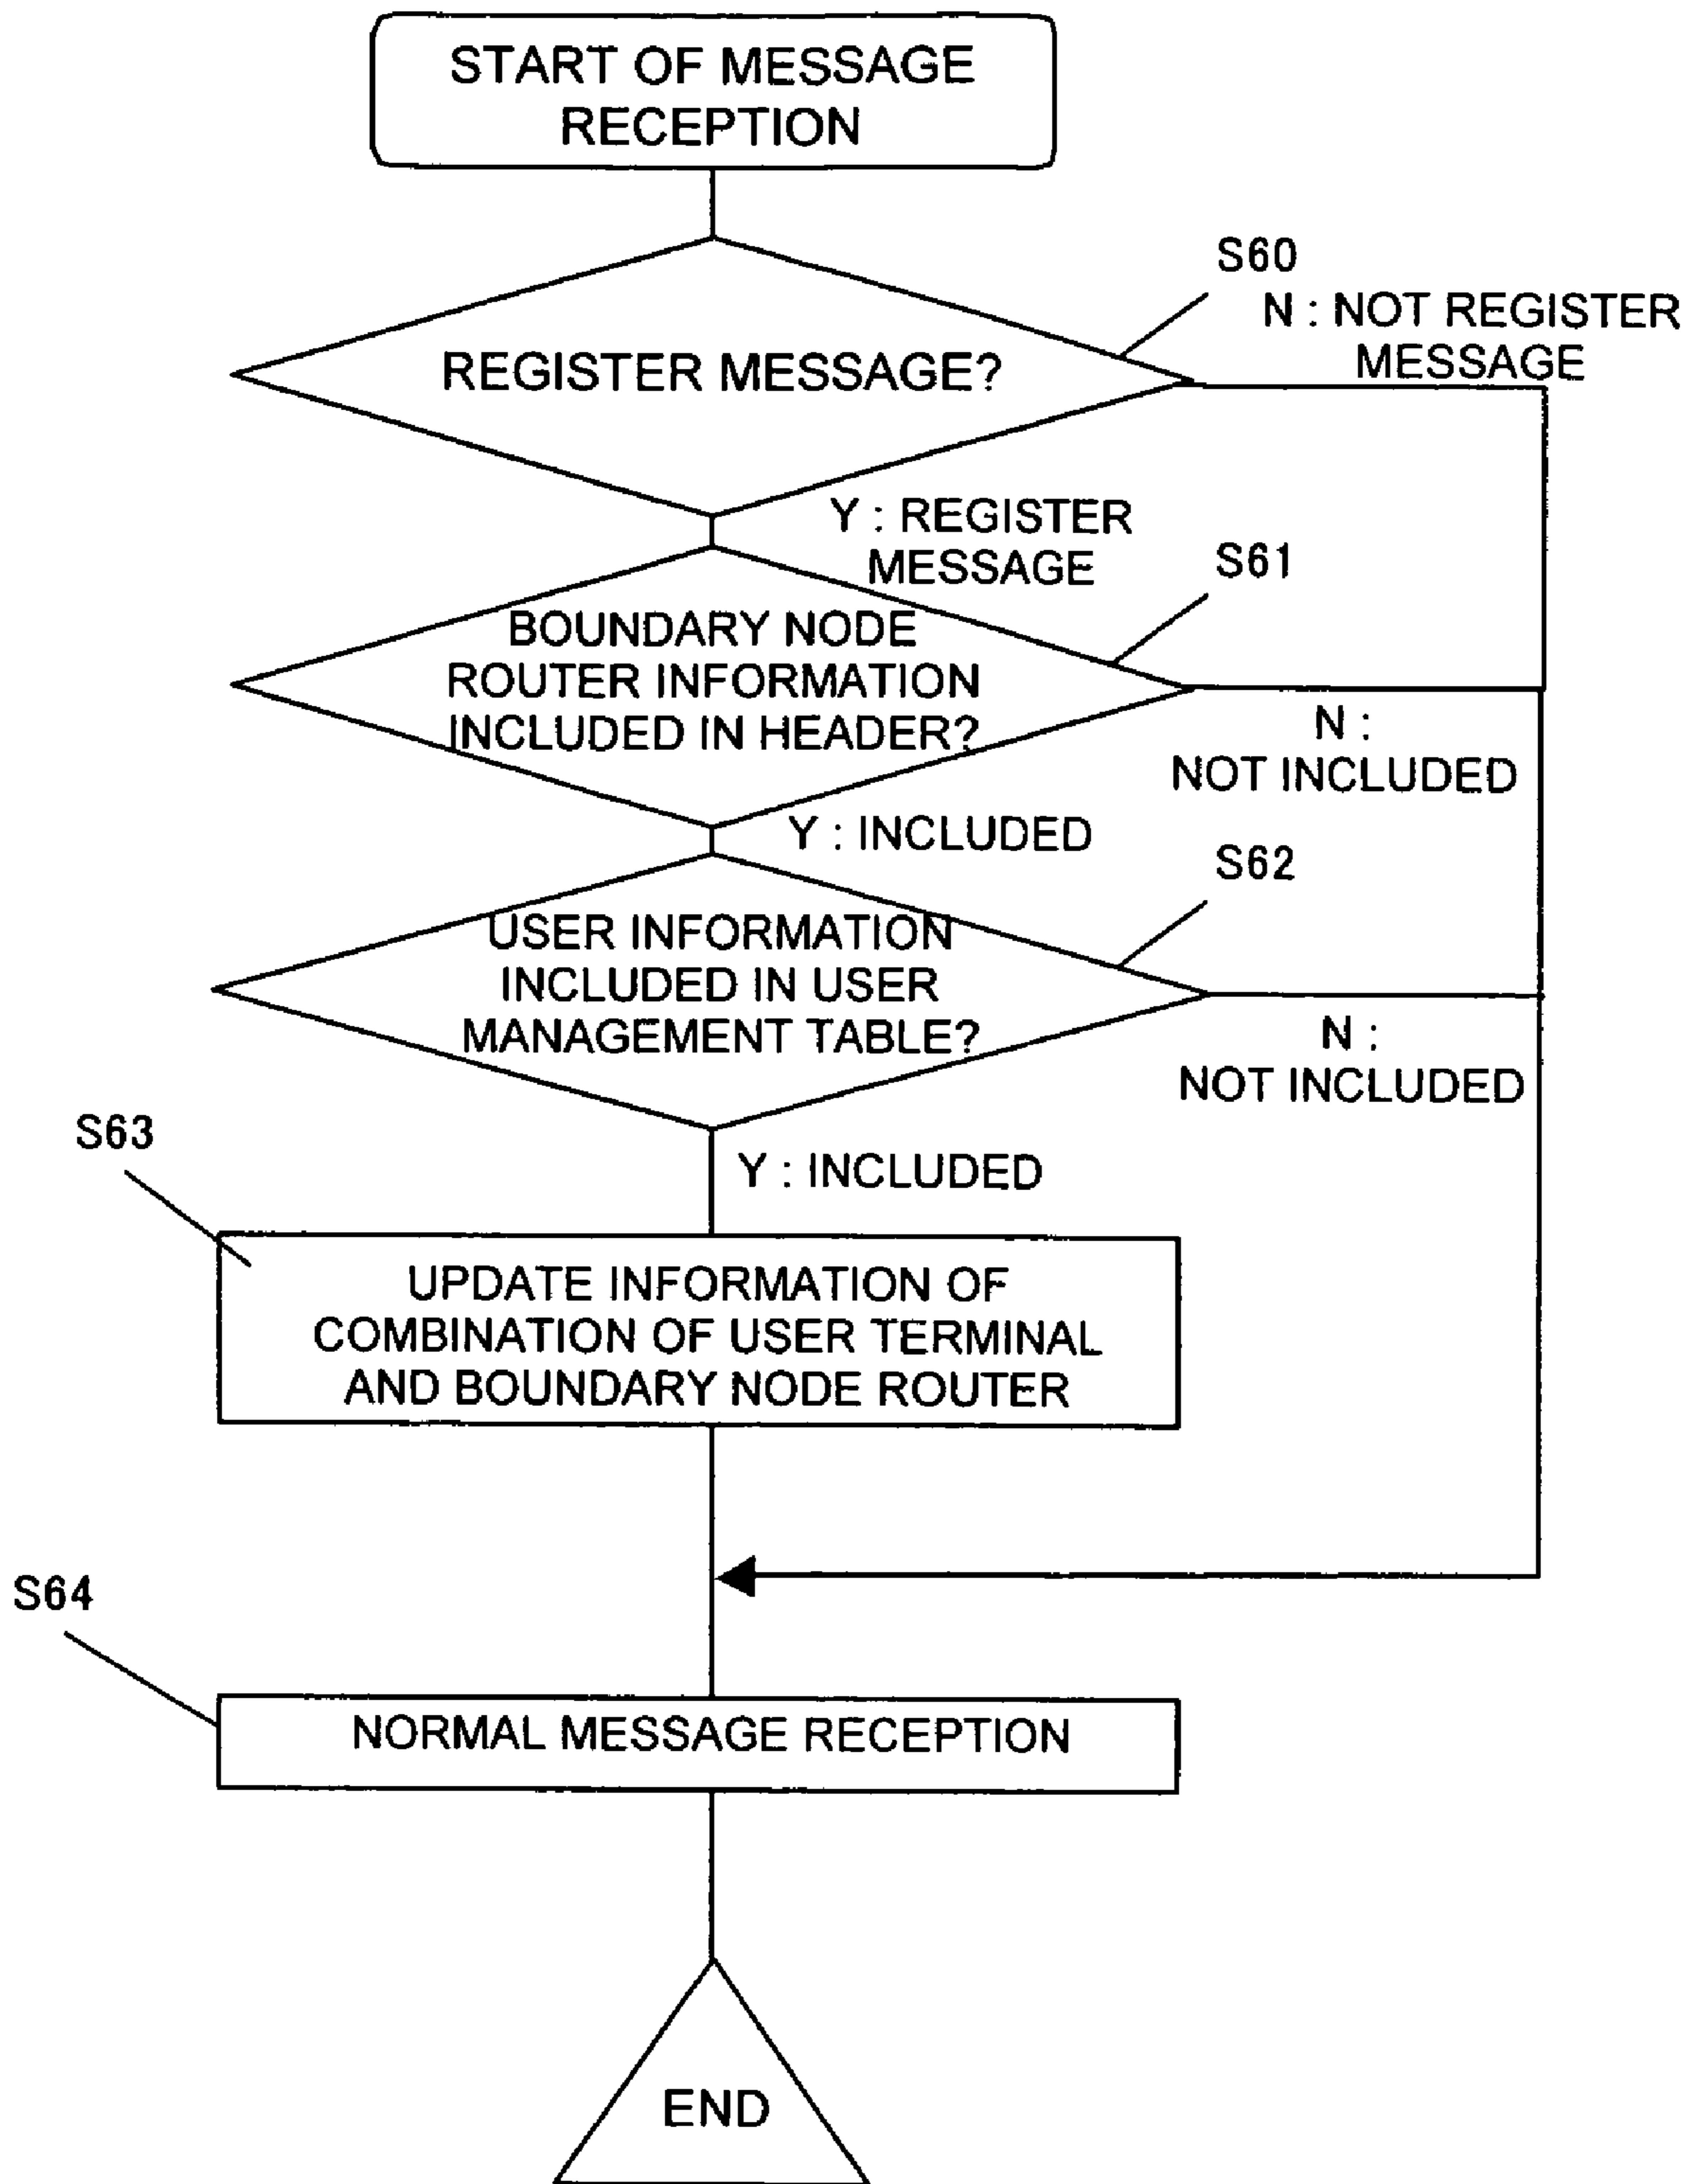 START OF MESSAGE
RECEPTION
S60
N : NOT REGISTER
MESSAGE
REGISTER MESSAGE?
Y : REGISTER
MESSAGE
S61
BOUNDARY NODE
ROUTER INFORMATION
INCLUDED IN HEADER?
N :
NOT INCLUDED
Y : INCLUDED
S62
USER INFORMATION
INCLUDED IN USER
MANAGEMENT TABLE?
N :
NOT INCLUDED
Y : INCLUDED
S63
UPDATE INFORMATION OF
COMBINATION OF USER TERMINAL
AND BOUNDARY NODE ROUTER
S64
NORMAL MESSAGE RECEPTION
END